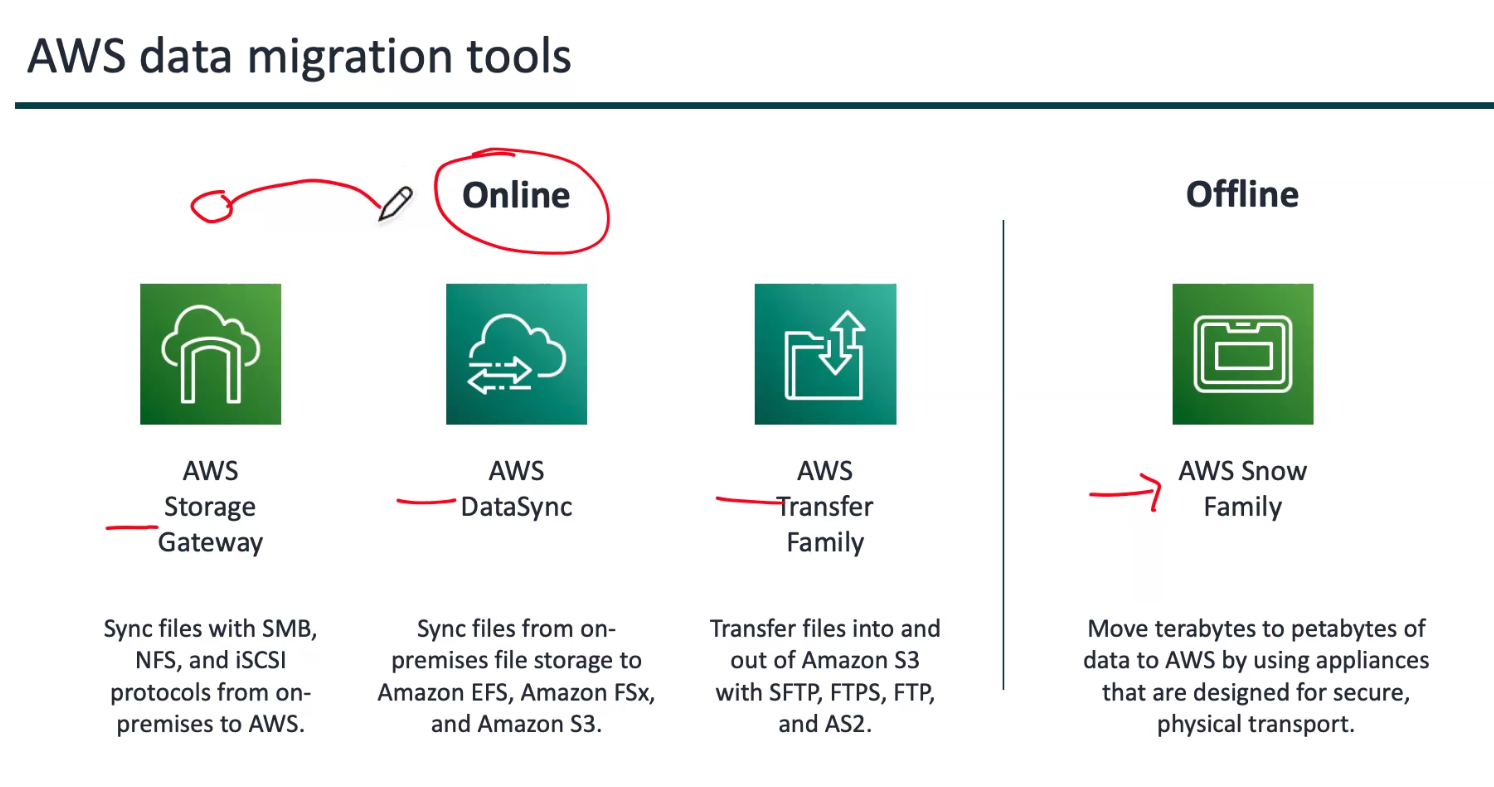 AWS data migration tools
Online
Offline
AWS
Storage
Gateway
Sync files with SMB,
NFS, and iSCSI
protocols from on-
premises to AWS.
AWS
DataSync
Sync files from on-
premises file storage to
Amazon EFS, Amazon FSx,
and Amazon S3.
AWS
Transfer
Family
Transfer files into and
out of Amazon S3
with SFTP, FTPS, FTP,
and AS2.
AWS Snow
Family
Move terabytes to petabytes of
data to AWS by using appliances
that are designed for secure,
physical transport.